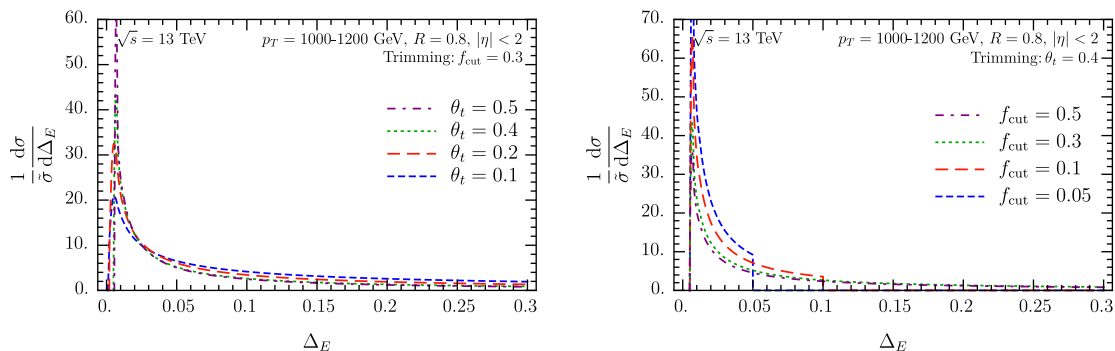 √s = 13 TeV
p_T = 1000-1200 GeV, R = 0.8, |η| < 2
Trimming: f_cut = 0.3
θ_t = 0.5
θ_t = 0.4
θ_t = 0.2
θ_t = 0.1
1/σ̃ dσ/dΔ_E
60.
50.
40.
30.
20.
10.
0.
0. 0.05 0.1 0.15 0.2 0.25 0.3
Δ_E
√s = 13 TeV
p_T = 1000-1200 GeV, R = 0.8, |η| < 2
Trimming: θ_t = 0.4
f_cut = 0.5
f_cut = 0.3
f_cut = 0.1
f_cut = 0.05
1/σ̃ dσ/dΔ_E
70.
60.
50.
40.
30.
20.
10.
0.
0. 0.05 0.1 0.15 0.2 0.25 0.3
Δ_E